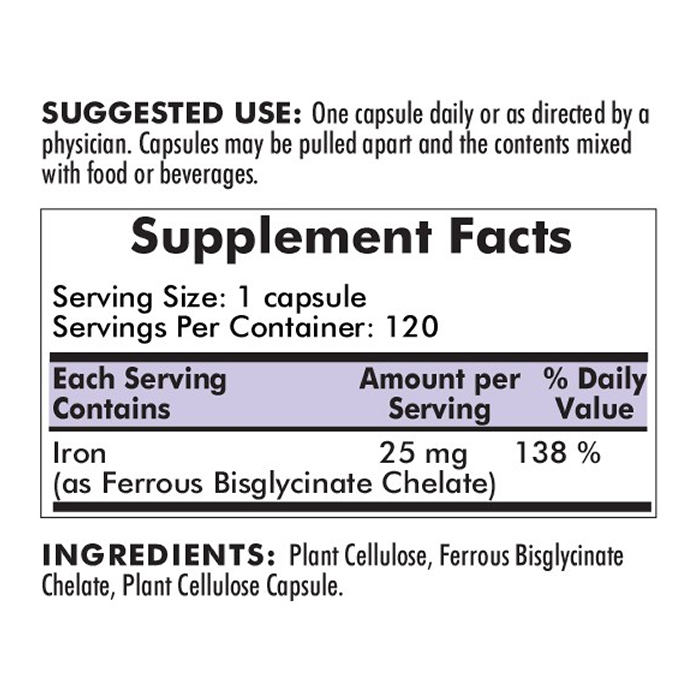 SUGGESTED USE: One capsule daily or as directed by a
physician. Capsules may be pulled apart and the contents mixed
with food or beverages.
Supplement Facts
Serving Size: 1 capsule
Servings Per Container: 120
Each Serving Amount per % Daily
Contains Serving Value
Iron 25 mg 138 %
(as Ferrous Bisglycinate Chelate)
INGREDIENTS: Plant Cellulose, Ferrous Bisglycinate
Chelate, Plant Cellulose Capsule.